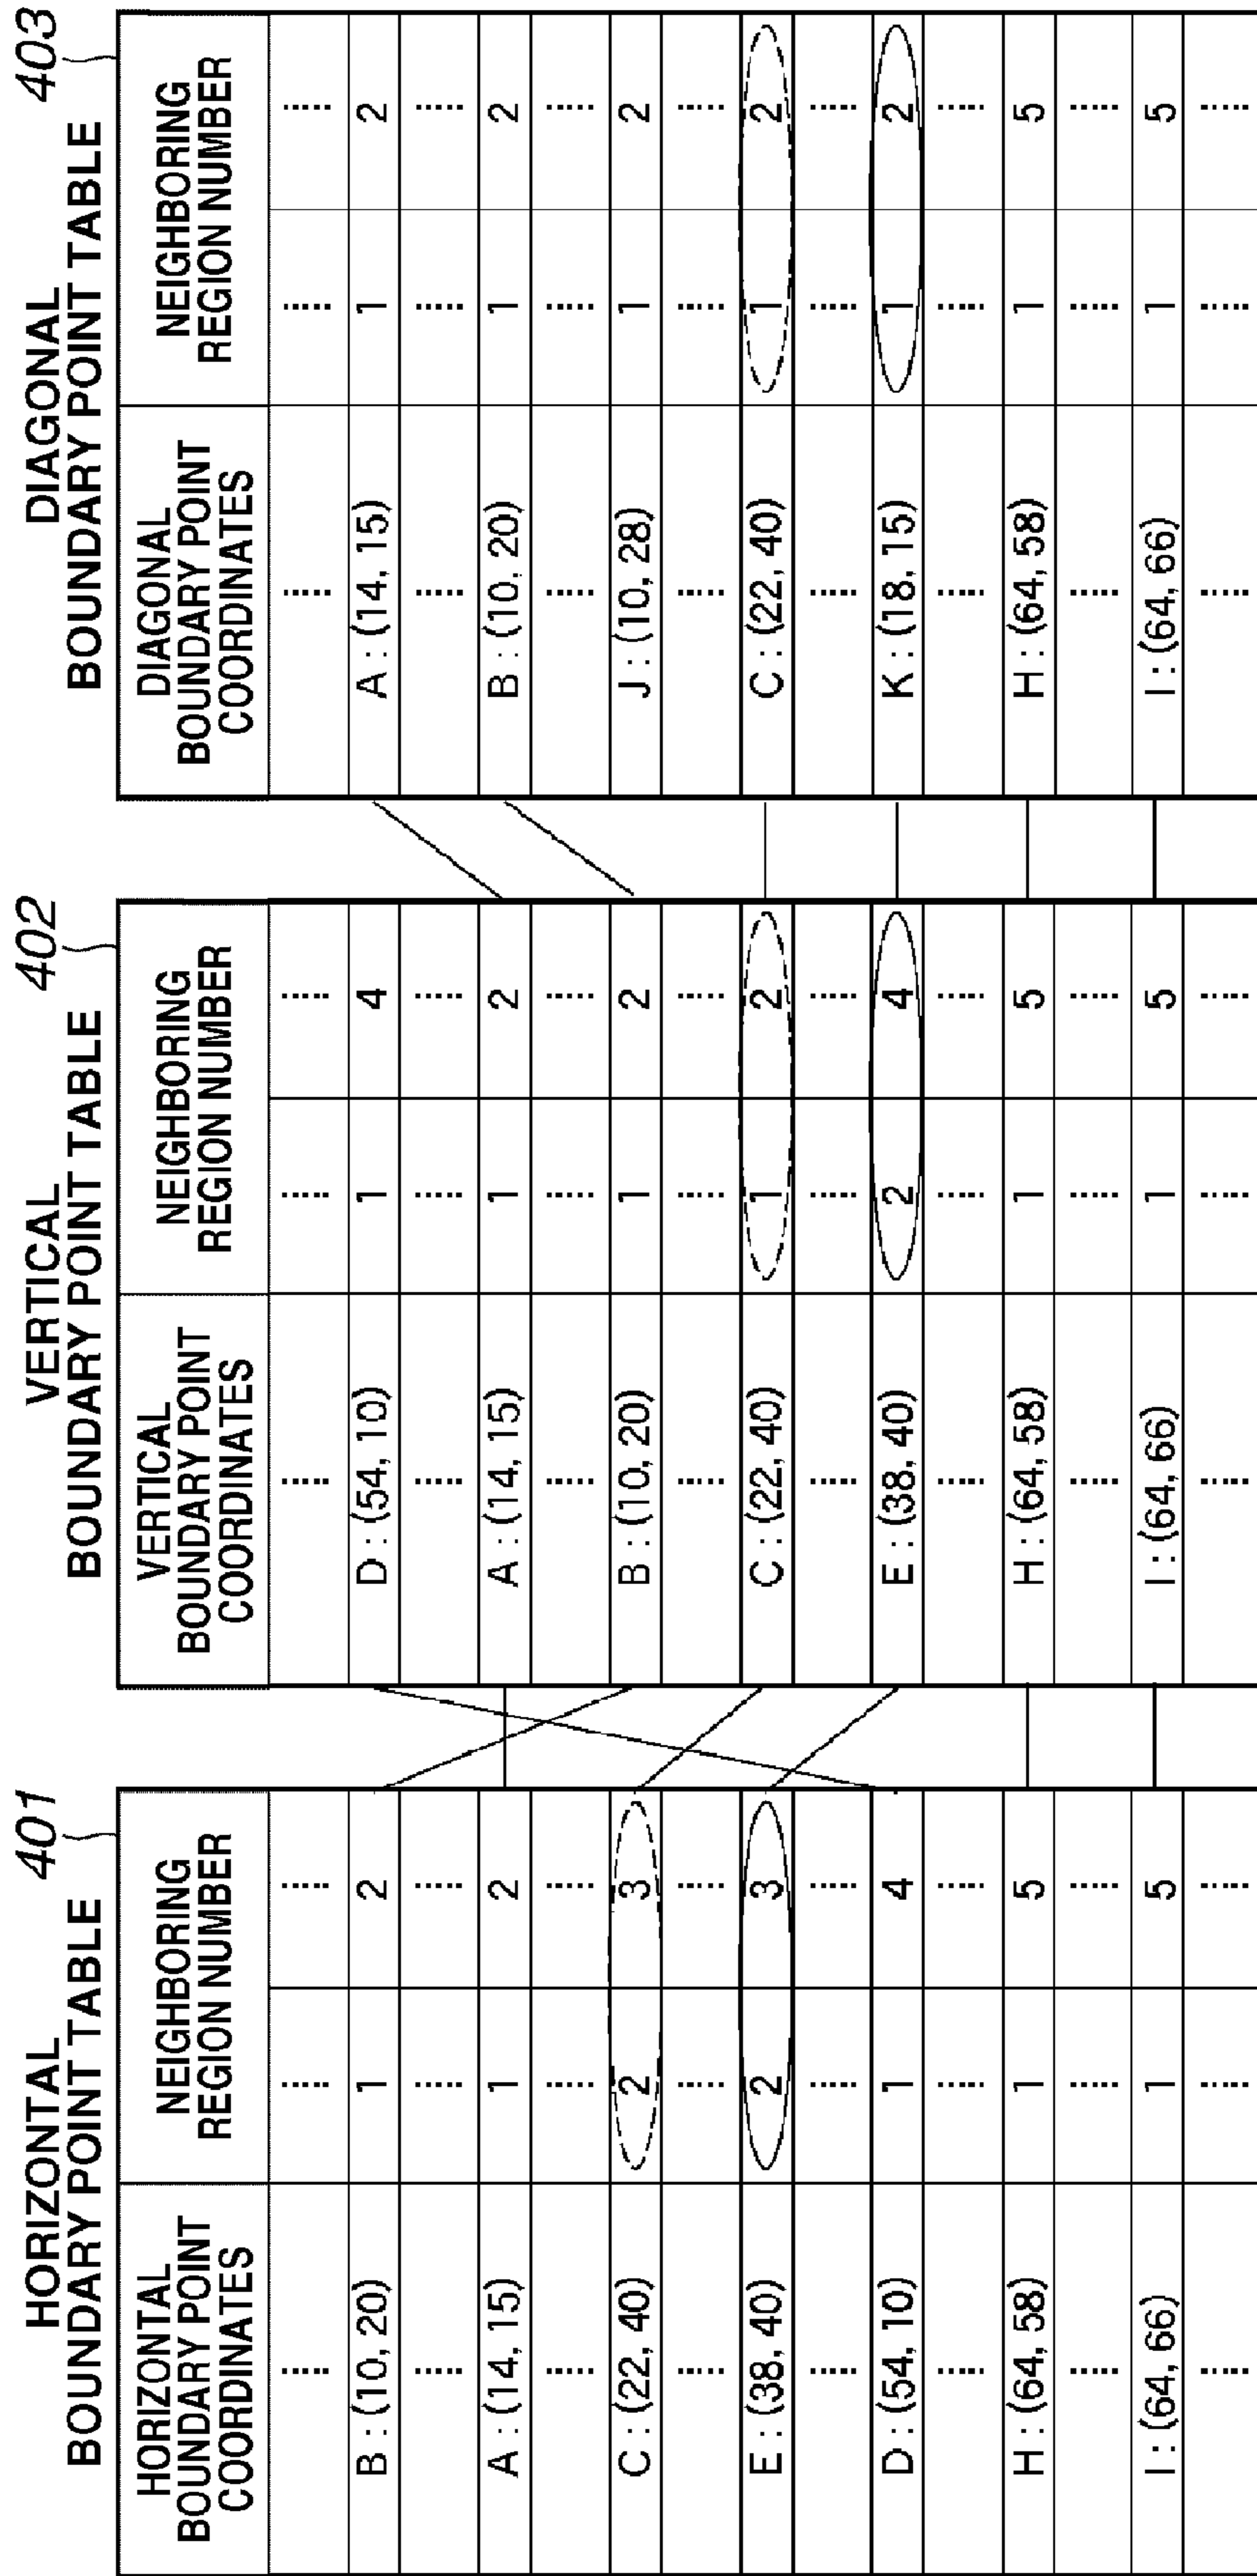 HORIZONTAL
BOUNDARY POINT TABLE
401
HORIZONTAL
BOUNDARY POINT
COORDINATES
NEIGHBORING
REGION NUMBER
..... ..... .....
B : (10, 20) 1 2
..... ..... .....
A : (14, 15) 1 2
..... ..... .....
C : (22, 40) 2 3
..... ..... .....
E : (38, 40) 2 3
..... ..... .....
D : (54, 10) 1 4
..... ..... .....
H : (64, 58) 1 5
..... ..... .....
I : (64, 66) 1 5
..... ..... .....
VERTICAL
BOUNDARY POINT TABLE
402
VERTICAL
BOUNDARY POINT
COORDINATES
NEIGHBORING
REGION NUMBER
..... ..... .....
D : (54, 10) 1 4
..... ..... .....
A : (14, 15) 1 2
..... ..... .....
B : (10, 20) 1 2
..... ..... .....
C : (22, 40) 1 2
..... ..... .....
E : (38, 40) 2 4
..... ..... .....
H : (64, 58) 1 5
..... ..... .....
I : (64, 66) 1 5
..... ..... .....
DIAGONAL
BOUNDARY POINT TABLE
403
DIAGONAL
BOUNDARY POINT
COORDINATES
NEIGHBORING
REGION NUMBER
..... ..... .....
A : (14, 15) 1 2
..... ..... .....
B : (10, 20) 1 2
..... ..... .....
J : (10, 28) 1 2
..... ..... .....
C : (22, 40) 1 2
..... ..... .....
K : (18, 15) 1 2
..... ..... .....
H : (64, 58) 1 5
..... ..... .....
I : (64, 66) 1 5
..... ..... .....